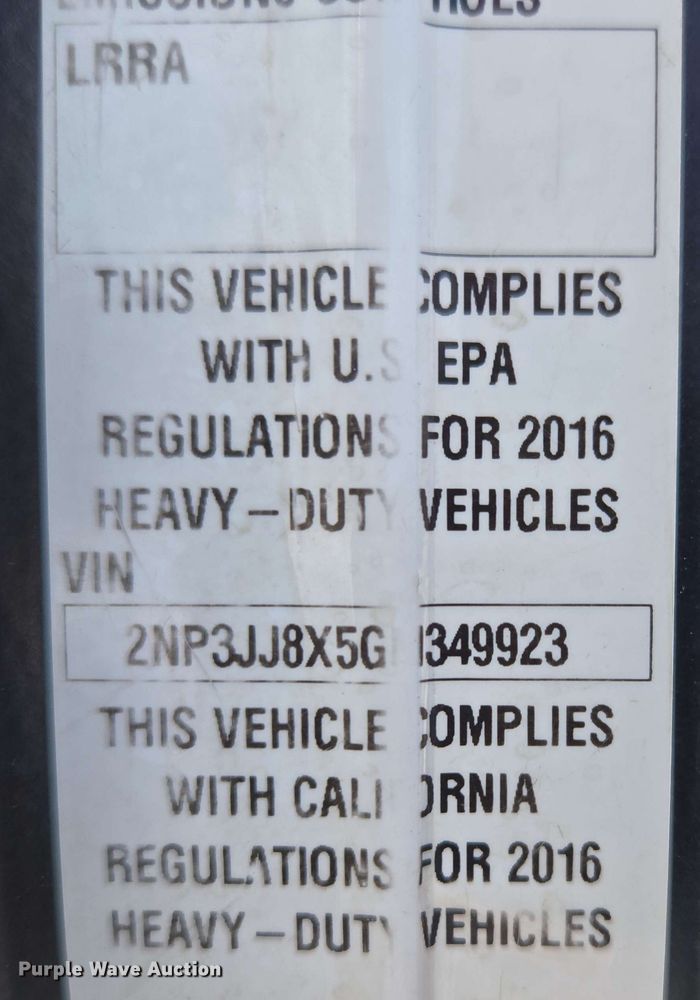 LRRA
THIS VEHICLE COMPLIES
WITH U.S. EPA
REGULATIONS FOR 2016
HEAVY-DUTY VEHICLES
VIN
THIS VEHICLE COMPLIES
WITH CALIFORNIA
REGULATIONS FOR 2016
HEAVY-DUTY VEHICLES
Purple Wave Auction